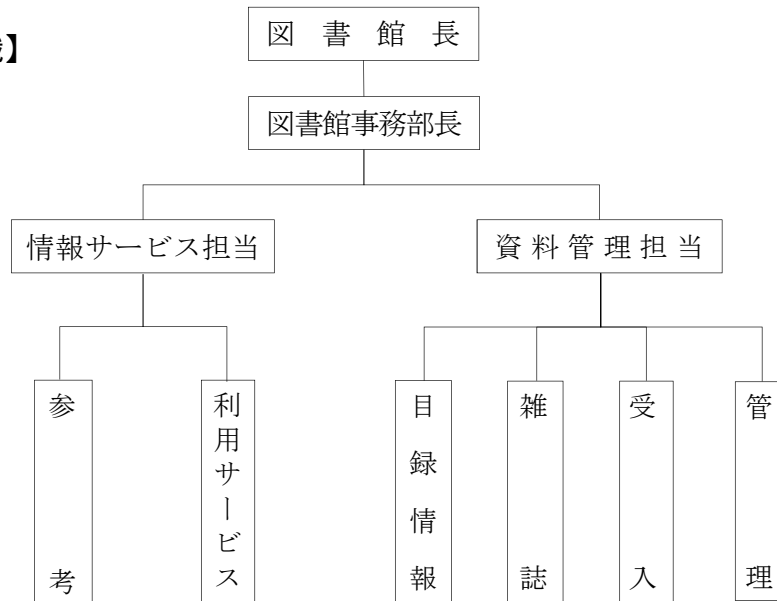 】
図書館長
図書館事務部長
情報サービス担当
資料管理担当
参考
利用サービス
目録情報
雑誌
受入
管理